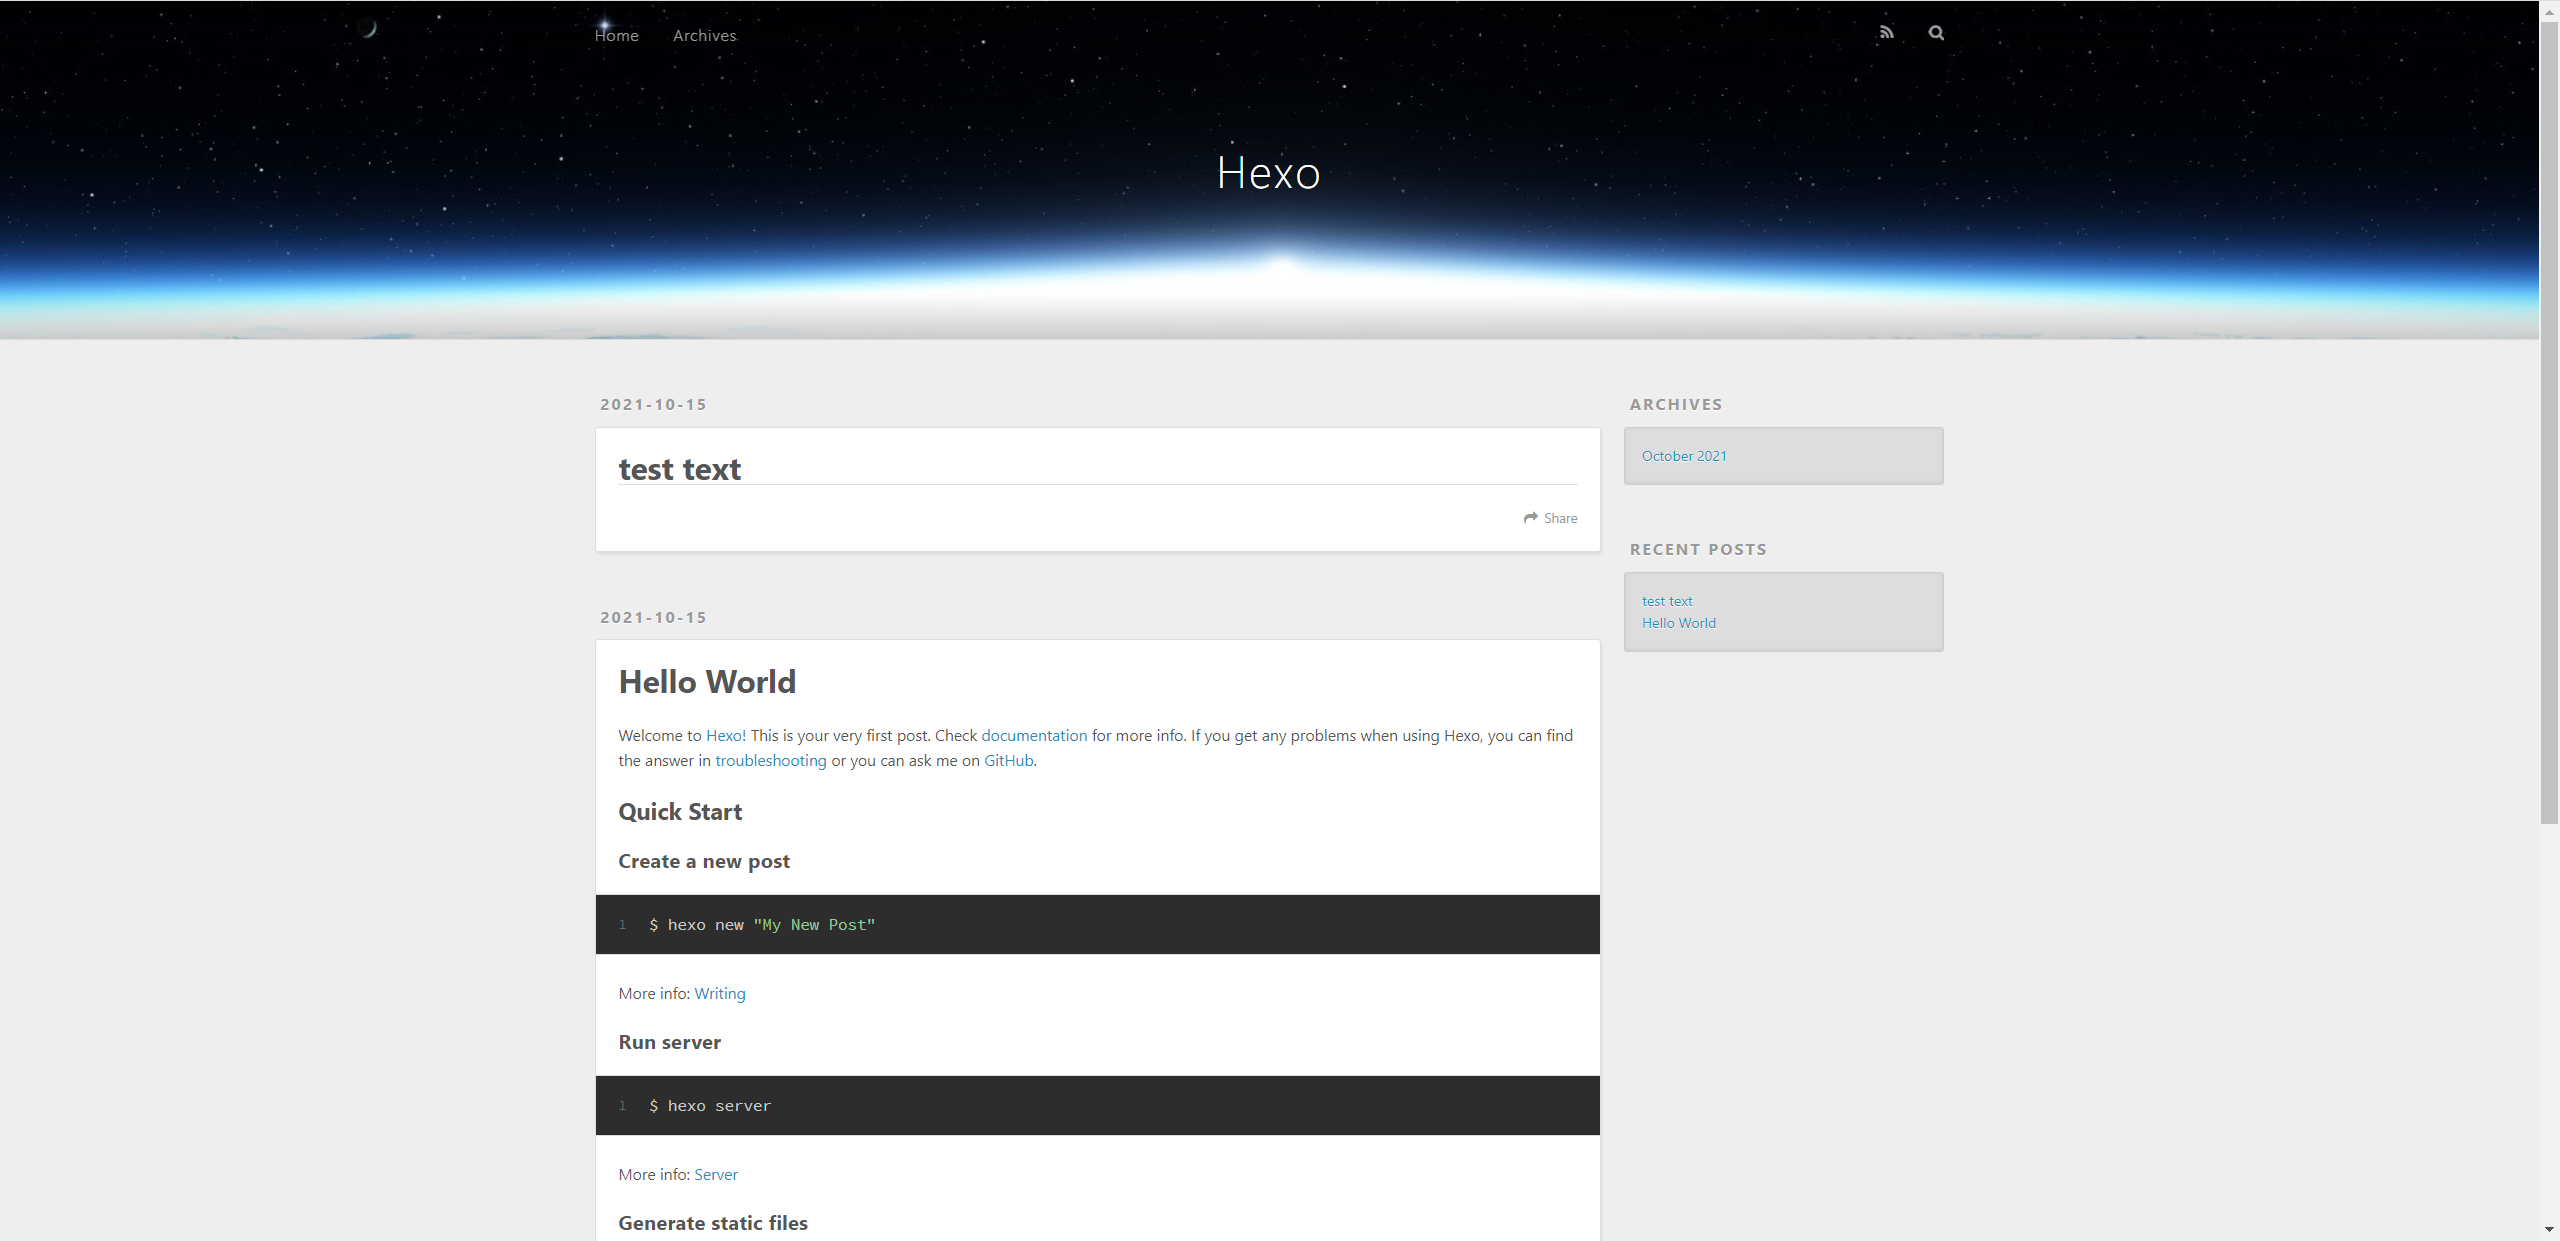 Home Archives
Hexo
2021-10-15
test text
Share
2021-10-15
Hello World
Welcome to Hexo! This is your very first post. Check documentation for more info. If you get any problems when using Hexo, you can find
the answer in troubleshooting or you can ask me on GitHub.
Quick Start
Create a new post
1 $ hexo new "My New Post"
More info: Writing
Run server
1 $ hexo server
More info: Server
Generate static files
ARCHIVES
October 2021
RECENT POSTS
test text
Hello World